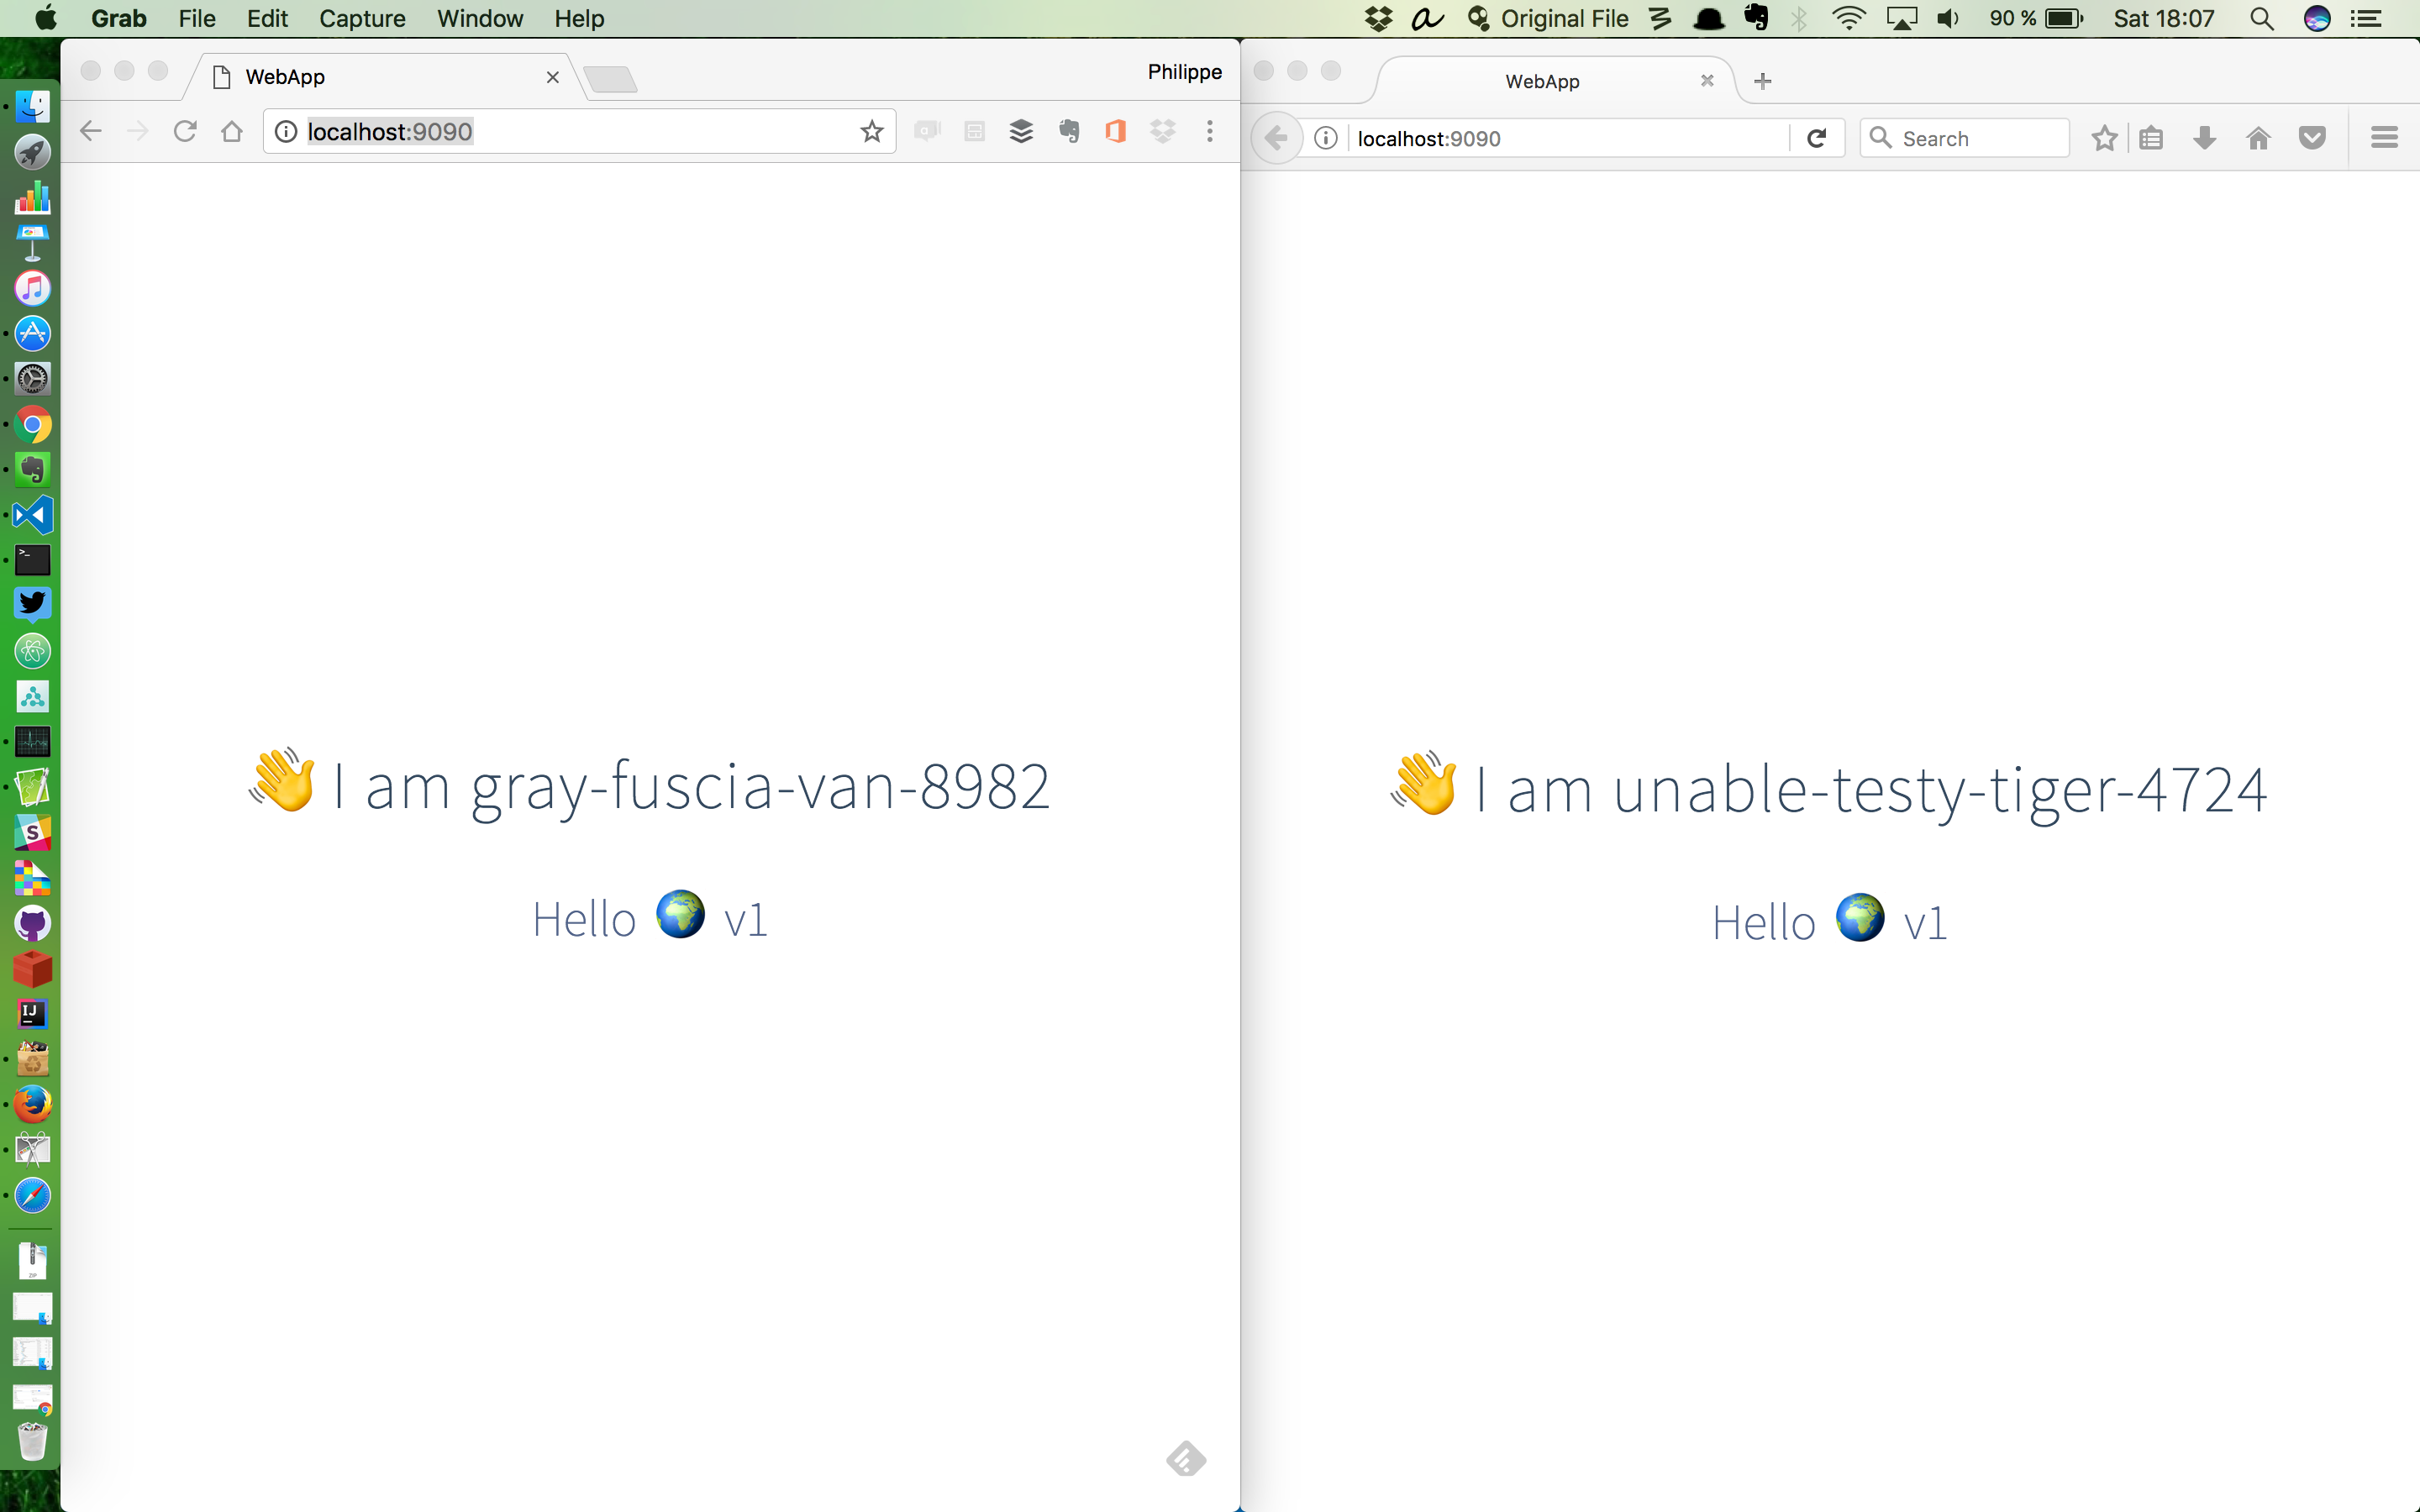 Grab File Edit Capture Window Help Original File 90 % Sat 18:07
WebApp
Philippe
localhost:9090
👋 I am gray-fuscia-van-8982
Hello 🌍 v1
WebApp
localhost:9090
Search
👋 I am unable-testy-tiger-4724
Hello 🌍 v1